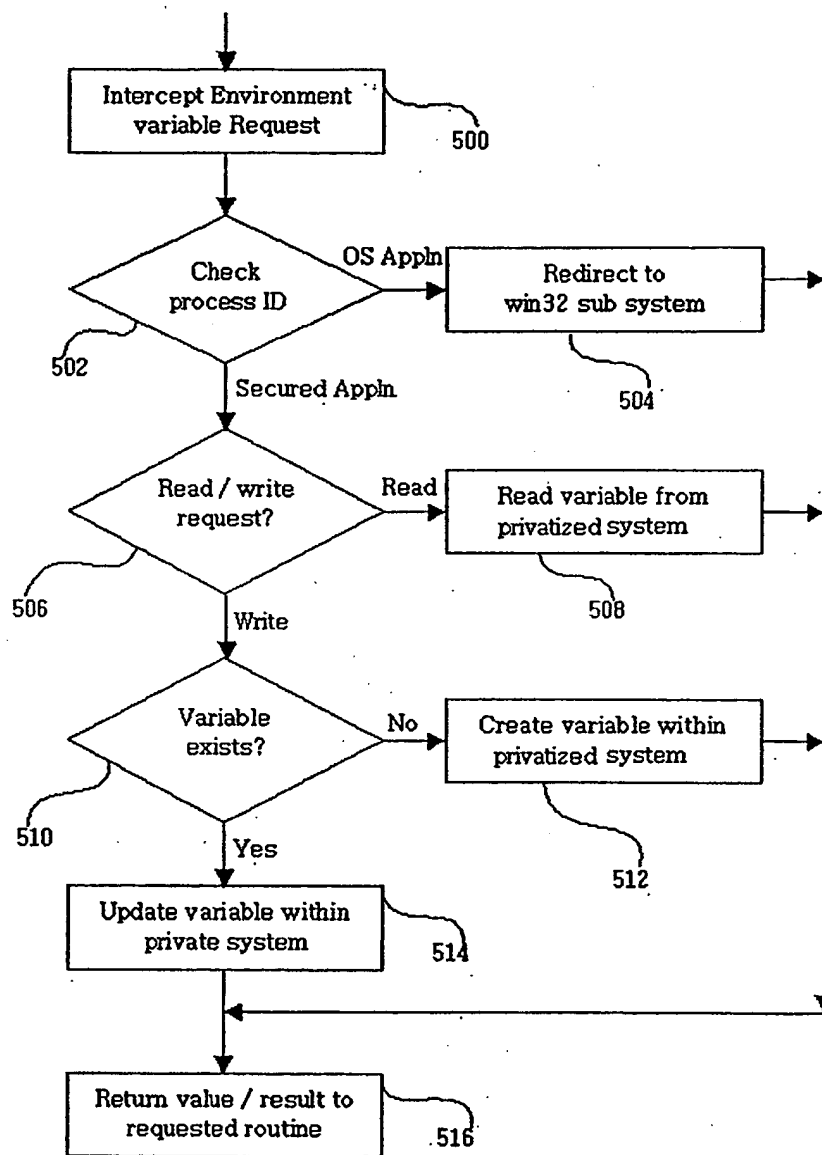 Intercept Environment
variable Request
500
Check
process ID
OS Appln
Redirect to
win32 sub system
502
504
Secured Appln
Read / write
request?
Read
Read variable from
privatized system
506
508
Write
Variable
exists?
No
Create variable within
privatized system
510
512
Yes
Update variable within
private system
514
Return value / result to
requested routine
516